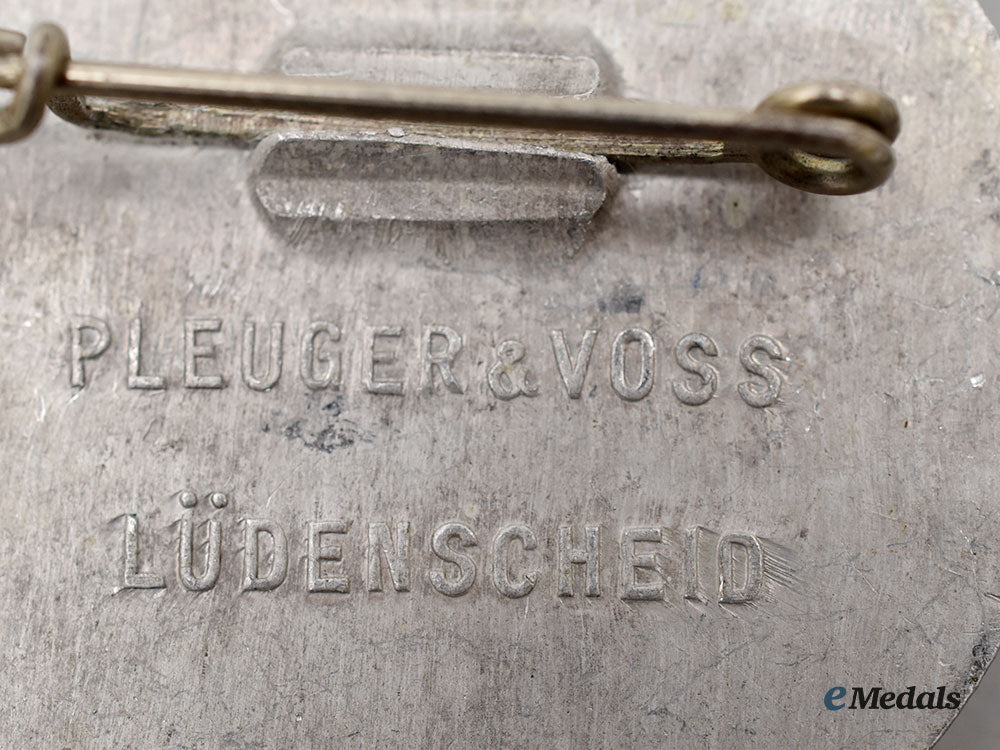 PLEUGER & VOSS
LÜDENSCHEID
eMedals